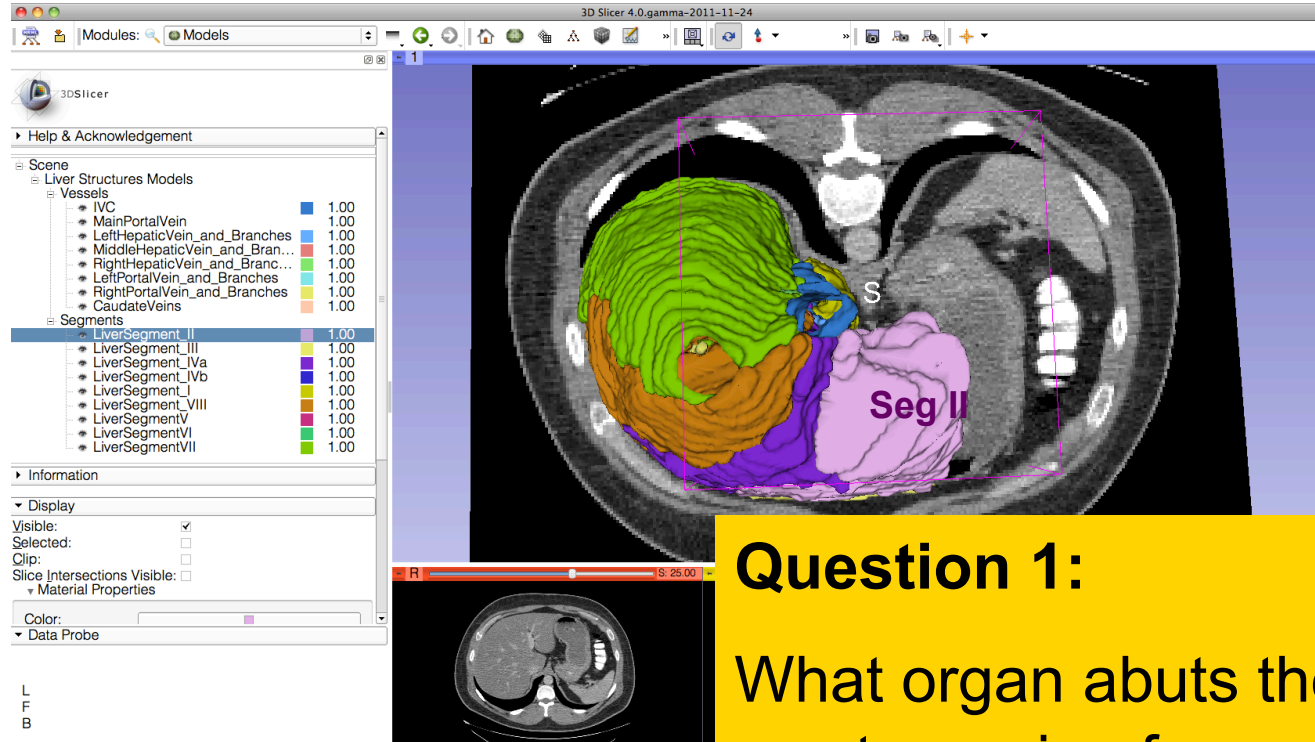 3D Slicer 4.0.gamma-2011-11-24
Modules: Models
»
»
1
3DSlicer
Help & Acknowledgement
Scene
Liver Structures Models
Vessels
IVC 1.00
MainPortalVein 1.00
LeftHepaticVein_and_Branches 1.00
MiddleHepaticVein_and_Bran... 1.00
RightHepaticVein_and_Branc... 1.00
LeftPortalVein_and_Branches 1.00
RightPortalVein_and_Branches 1.00
CaudateVeins 1.00
Segments
LiverSegment_II 1.00
LiverSegment_III 1.00
LiverSegment_IVa 1.00
LiverSegment_IVb 1.00
LiverSegment_I 1.00
LiverSegment_VIII 1.00
LiverSegmentV 1.00
LiverSegmentVI 1.00
LiverSegmentVII 1.00
Information
Display
Visible:
Selected:
Clip:
Slice Intersections Visible:
Material Properties
Color:
Data Probe
L
F
B
S
Seg II
R S: 25.00
Question 1:
What organ abuts the